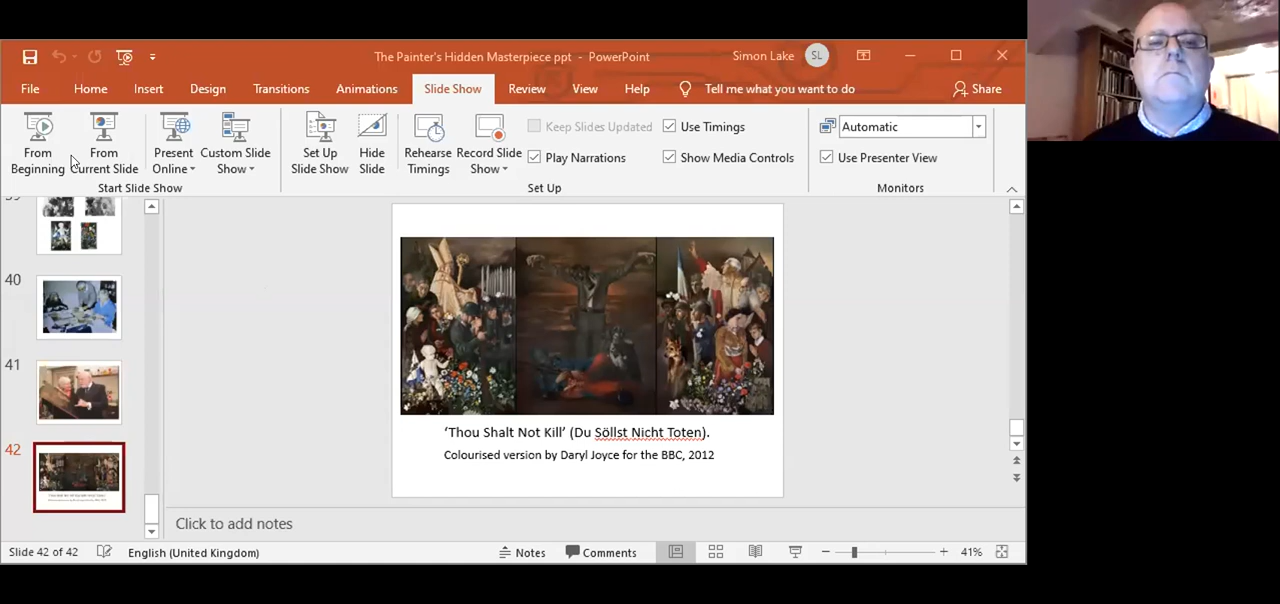 The Painter's Hidden Masterpiece ppt - PowerPoint
Simon Lake
SL
File
Home
Insert
Design
Transitions
Animations
Slide Show
Review
View
Help
Tell me what you want to do
Share
From Beginning
From Current Slide
Present Online
Custom Slide Show
Set Up Slide Show
Hide Slide
Rehearse Timings
Record Slide Show
Keep Slides Updated
Use Timings
Play Narrations
Show Media Controls
Automatic
Use Presenter View
Start Slide Show
Set Up
Monitors
40
41
42
'Thou Shalt Not Kill' (Du Söllst Nicht Toten).
Colourised version by Daryl Joyce for the BBC, 2012
Click to add notes
Slide 42 of 42
English (United Kingdom)
Notes
Comments
41%